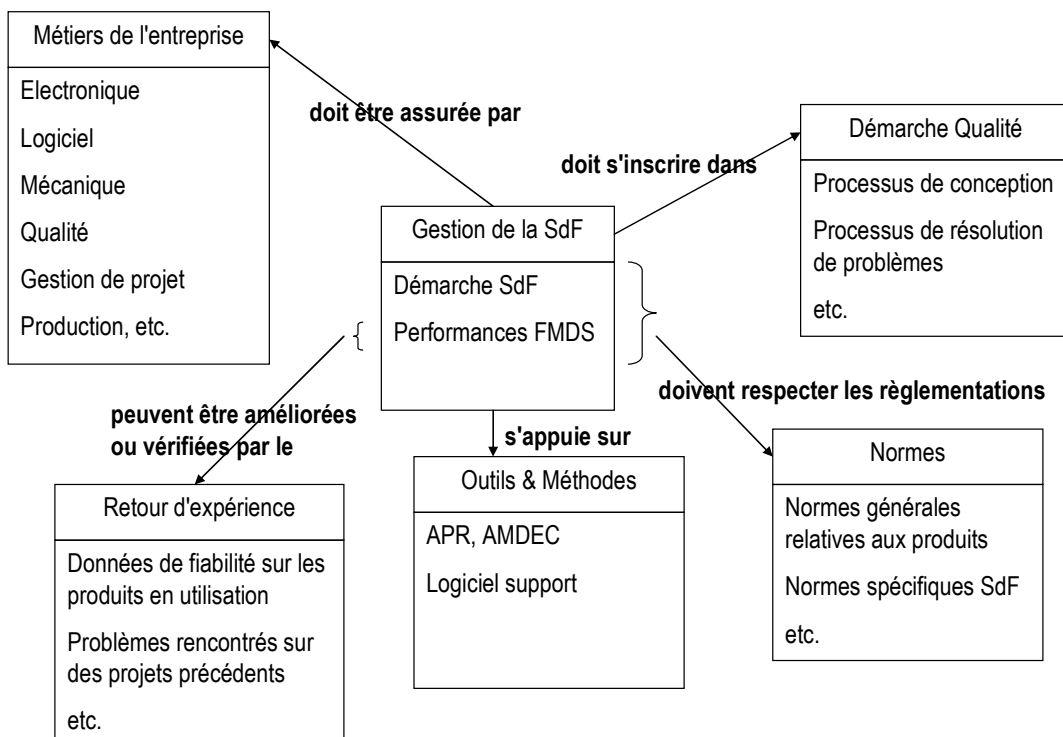 Métiers de l'entreprise
Electronique
Logiciel
Mécanique
Qualité
Gestion de projet
Production, etc.
doit être assurée par
doit s'inscrire dans
Démarche Qualité
Processus de conception
Processus de résolution
de problèmes
etc.
Gestion de la SdF
Démarche SdF
Performances FMDS
peuvent être améliorées
ou vérifiées par le
s'appuie sur
doivent respecter les règlementations
Retour d'expérience
Données de fiabilité sur les
produits en utilisation
Problèmes rencontrés sur
des projets précédents
etc.
Outils & Méthodes
APR, AMDEC
Logiciel support
Normes
Normes générales
relatives aux produits
Normes spécifiques SdF
etc.